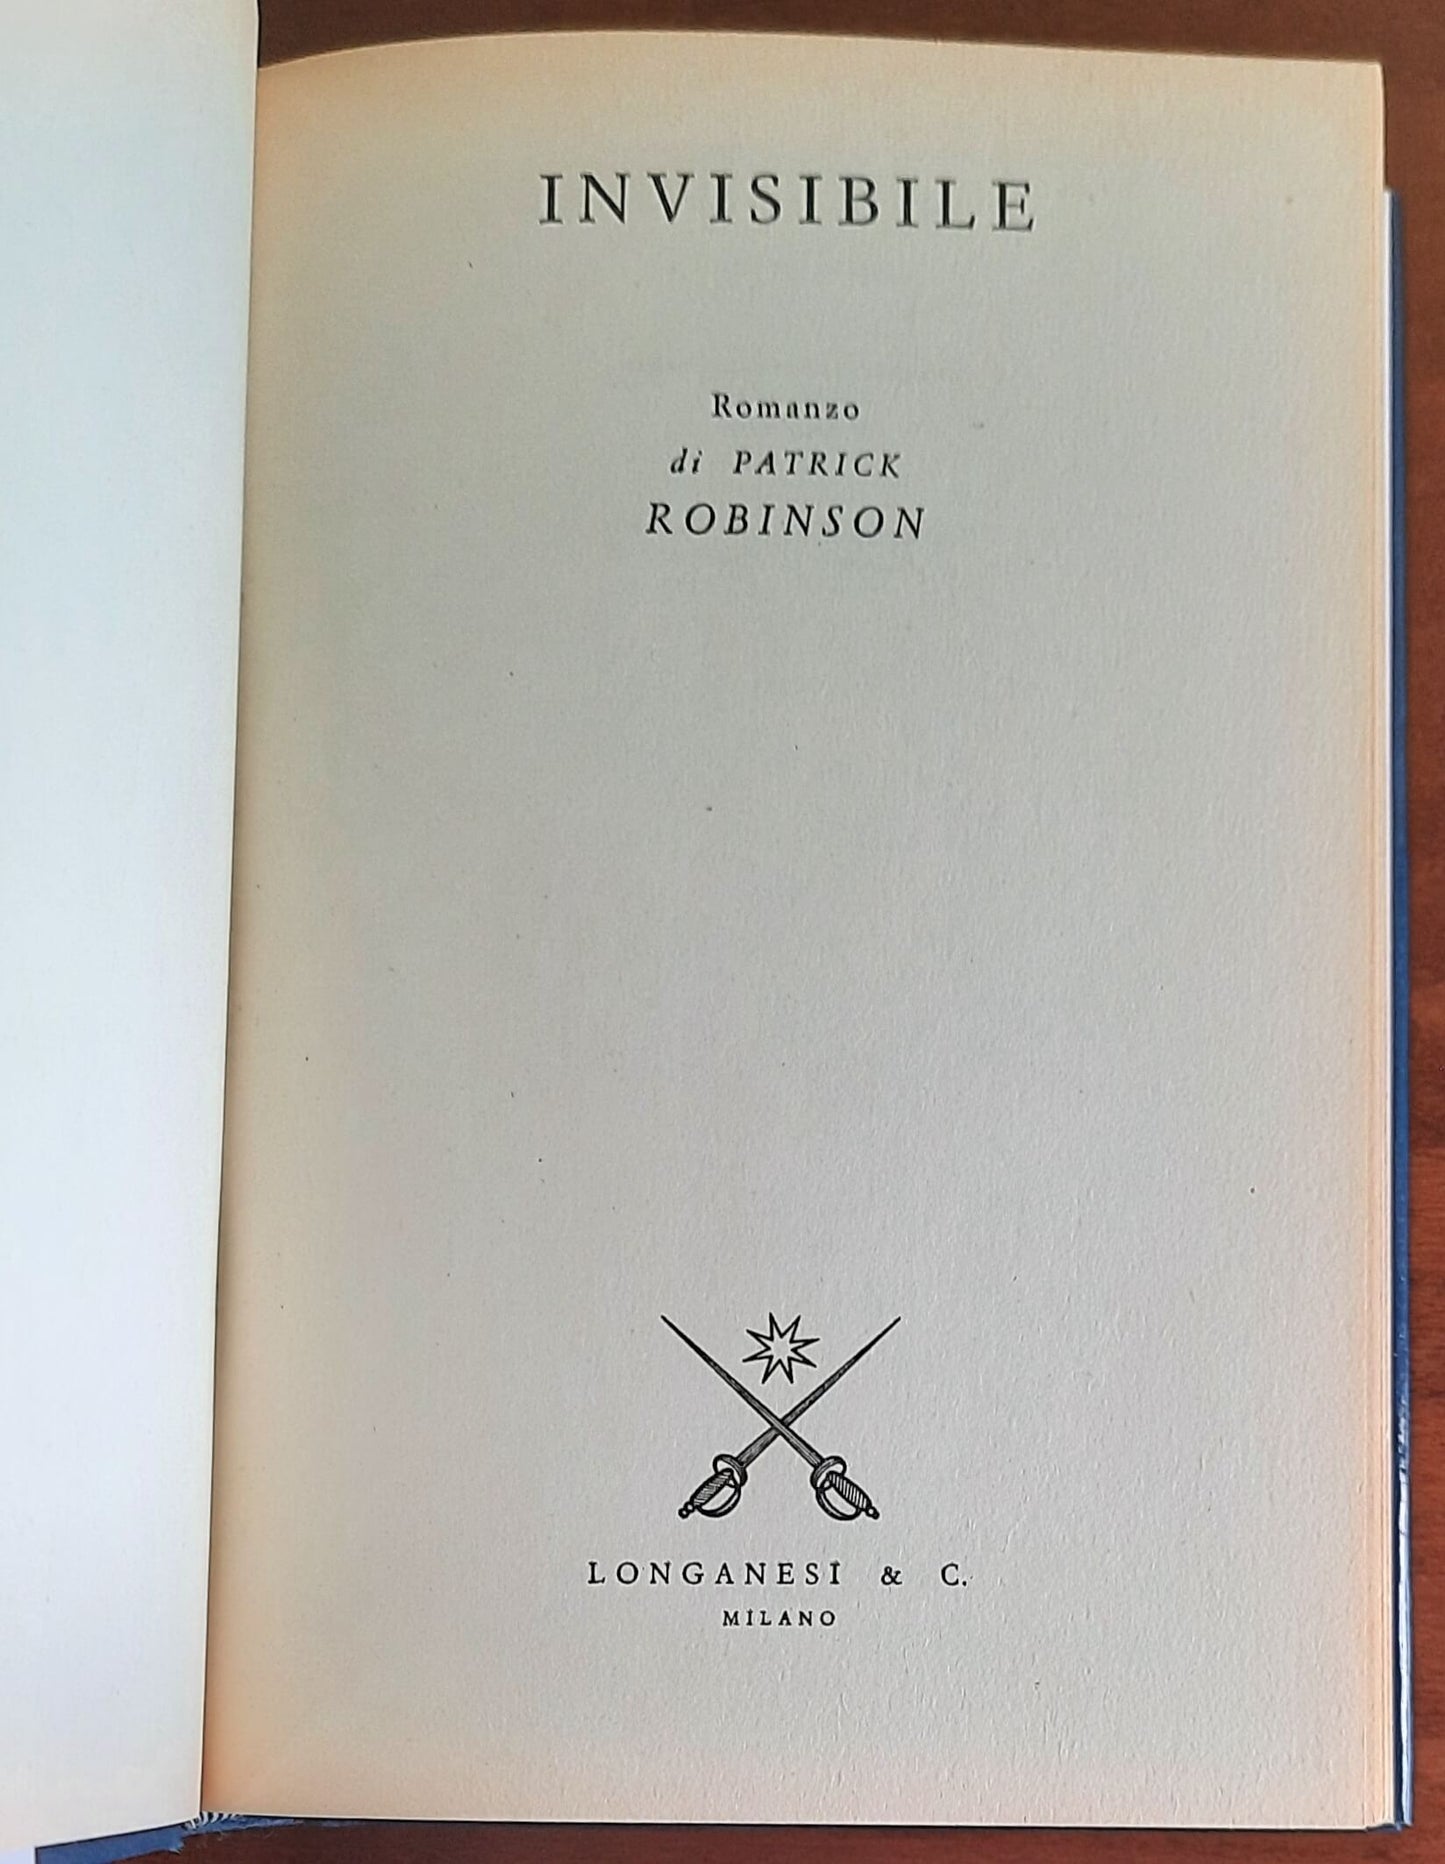 INVISIBILE
Romanzo
di PATRICK
ROBINSON
LONGANESI & C.
MILANO